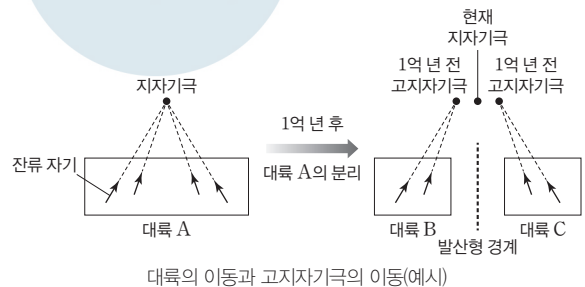 지자기극
잔류 자기
대륙 A
1억 년 후
대륙 A의 분리
현재
지자기극
1억 년 전
고지자기극
1억 년 전
고지자기극
대륙 B
대륙 C
발산형 경계
대륙의 이동과 고지자기극의 이동(예시)